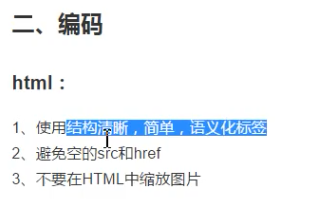 二、编码
html：
1、使用结构清晰，简单，语义化标签
2、避免空的src和href
3、不要在HTML中缩放图片